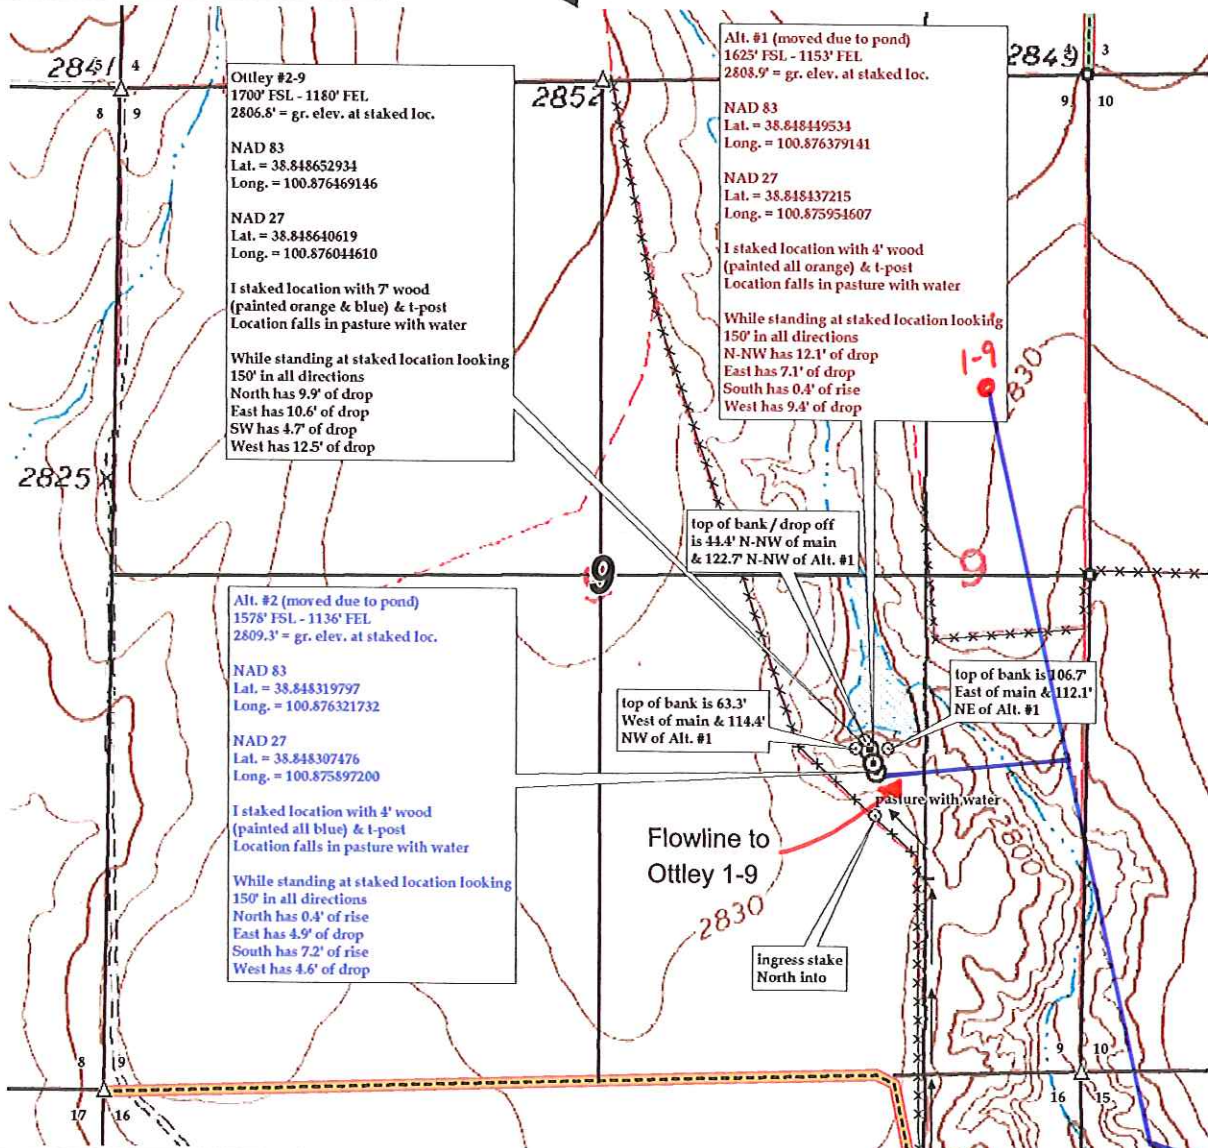 2841
5 4
8 9
Ottley #2-9
1700' FSL - 1180' FEL
2806.8' = gr. elev. at staked loc.
NAD 83
Lat. = 38.848652934
Long. = 100.876469146
NAD 27
Lat. = 38.848640619
Long. = 100.876044610
I staked location with 7' wood
(painted orange & blue) & t-post
Location falls in pasture with water
While standing at staked location looking
150' in all directions
North has 9.9' of drop
East has 10.6' of drop
SW has 4.7' of drop
West has 12.5' of drop
2852
Alt. #1 (moved due to pond)
1625' FSL - 1153' FEL
2808.9' = gr. elev. at staked loc.
NAD 83
Lat. = 38.848449534
Long. = 100.876379141
NAD 27
Lat. = 38.848437215
Long. = 100.875954607
I staked location with 4' wood
(painted all orange) & t-post
Location falls in pasture with water
While standing at staked location looking
150' in all directions
N-NW has 12.1' of drop
East has 7.1' of drop
South has 0.4' of rise
West has 9.4' of drop
2849
4 3
9 10
1-9
2830
2825
top of bank / drop off
is 44.4' N-NW of main
& 122.7' N-NW of Alt. #1
9
9
Alt. #2 (moved due to pond)
1578' FSL - 1136' FEL
2809.3' = gr. elev. at staked loc.
NAD 83
Lat. = 38.848319797
Long. = 100.876321732
NAD 27
Lat. = 38.848307476
Long. = 100.875897200
I staked location with 4' wood
(painted all blue) & t-post
Location falls in pasture with water
While standing at staked location looking
150' in all directions
North has 0.4' of rise
East has 4.9' of drop
South has 7.2' of rise
West has 4.6' of drop
top of bank is 63.3'
West of main & 114.4'
NW of Alt. #1
top of bank is 106.7'
East of main & 112.1'
NE of Alt. #1
pasture with water
Flowline to
Ottley 1-9
2800
2830
ingress stake
North into
8 9
17 16
9 10
16 15